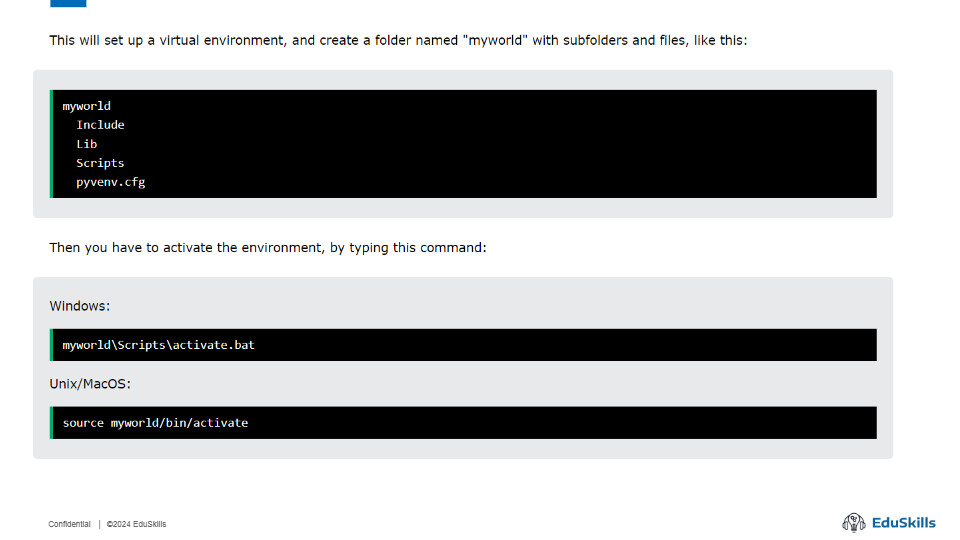 This will set up a virtual environment, and create a folder named "myworld" with subfolders and files, like this:
myworld
Include
Lib
Scripts
pyvenv.cfg
Then you have to activate the environment, by typing this command:
Windows:
myworld\Scripts\activate.bat
Unix/MacOS:
source myworld/bin/activate
Confidential | ©2024 EduSkills
EduSkills